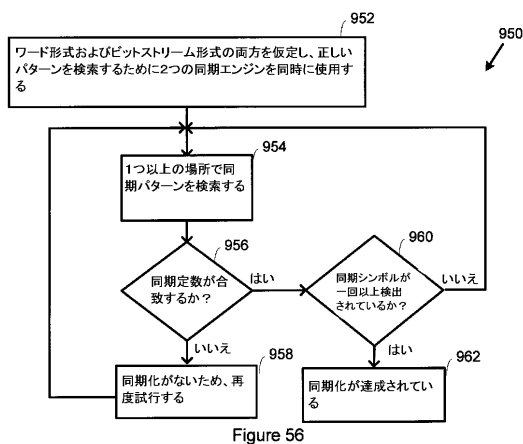 952
ワード形式およびビットストリーム形式の両方を仮定し、正しい
パターンを検索するために2つの同期エンジンを同時に使用す
る
950
954
1つ以上の場所で同
期パターンを検索する
956
同期定数が合
致するか?
はい
960
同期シンボルが
一回以上検出
されているか?
いいえ
いいえ
はい
958
同期化がないため、再
度試行する
962
同期化が達成されてい
る
Figure 56